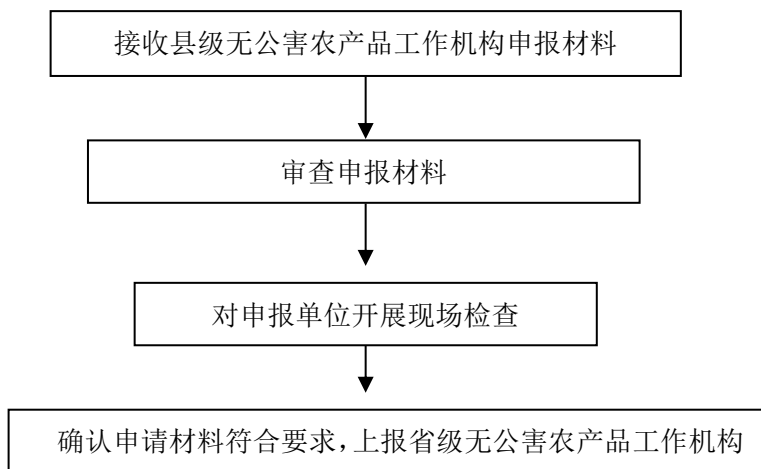 接收县级无公害农产品工作机构申报材料
审查申报材料
对申报单位开展现场检查
确认申请材料符合要求,上报省级无公害农产品工作机构